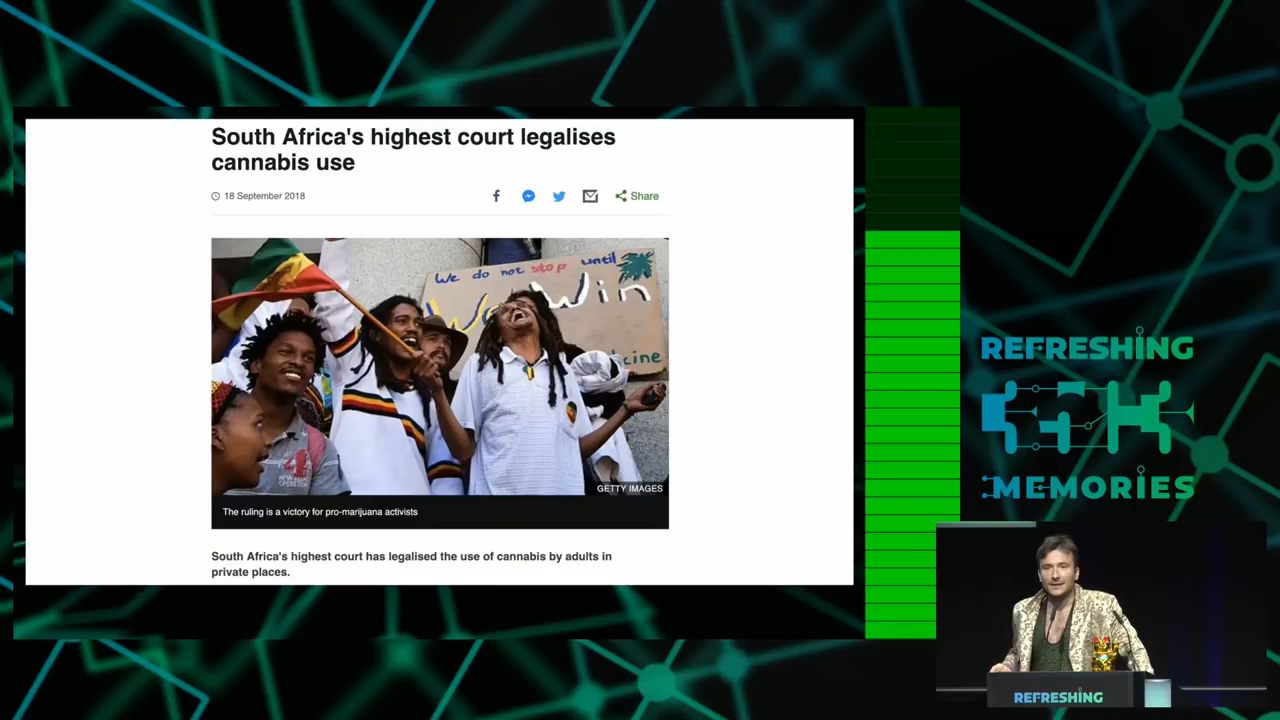 South Africa's highest court legalises
cannabis use
18 September 2018
Share
We do not stop until
Win
cine
GETTY IMAGES
The ruling is a victory for pro-marijuana activists
South Africa's highest court has legalised the use of cannabis by adults in
private places.
REFRESHING
MEMORIES
REFRESHING